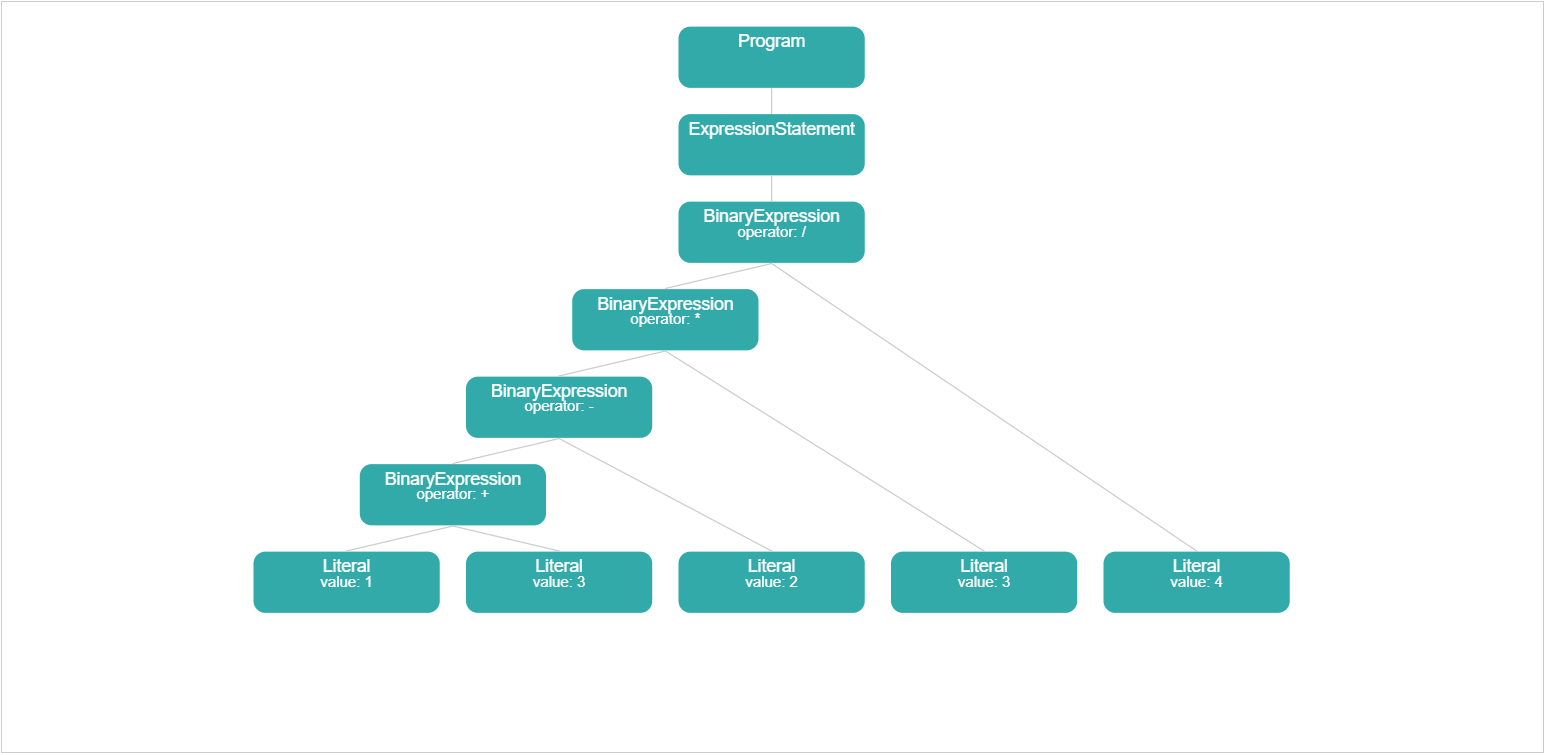 Program
ExpressionStatement
BinaryExpression
operator: /
BinaryExpression
operator: *
BinaryExpression
operator: -
BinaryExpression
operator: +
Literal
value: 1
Literal
value: 3
Literal
value: 2
Literal
value: 3
Literal
value: 4